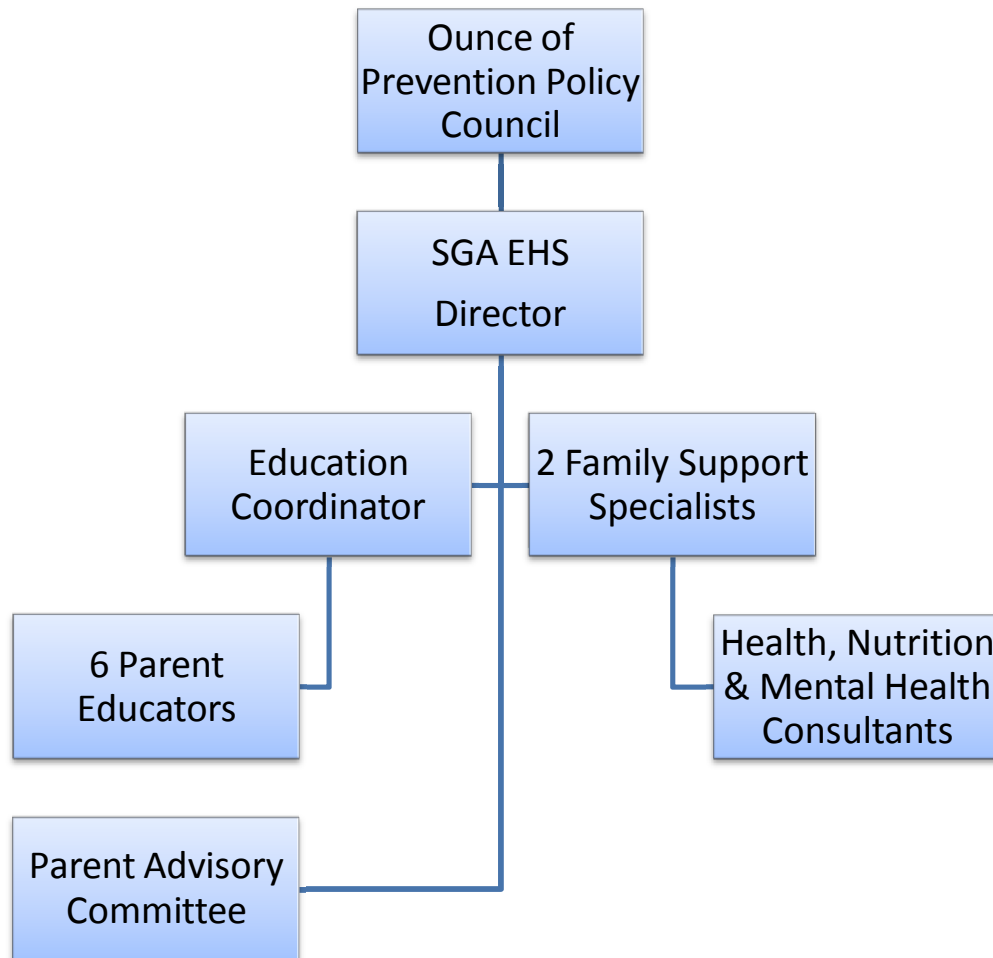 Ounce of
Prevention Policy
Council
SGA EHS
Director
Education
Coordinator
2 Family Support
Specialists
6 Parent
Educators
Health, Nutrition
& Mental Health
Consultants
Parent Advisory
Committee